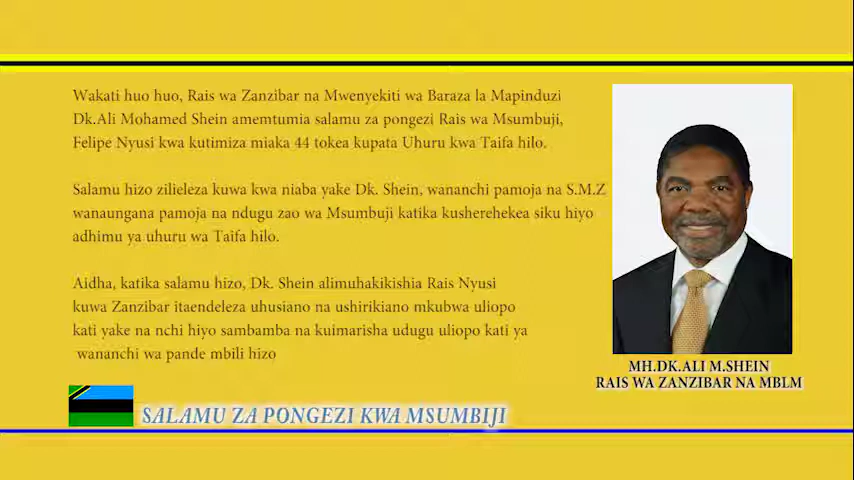 Wakati huo huo, Rais wa Zanzibar na Mwenyekiti wa Baraza la Mapinduzi
Dk.Ali Mohamed Shein amemtumia salamu za pongezi Rais wa Msumbuji,
Felipe Nyusi kwa kutimiza miaka 44 tokea kupata Uhuru kwa Taifa hilo.
Salamu hizo zilieleza kuwa kwa niaba yake Dk. Shein, wananchi pamoja na S.M.Z
wanaungana pamoja na ndugu zao wa Msumbuji katika kusherehekea siku hiyo
adhimu ya uhuru wa Taifa hilo.
Aidha, katika salamu hizo, Dk. Shein alimuhakikishia Rais Nyusi
kuwa Zanzibar itaendeleza uhusiano na ushirikiano mkubwa uliopo
kati yake na nchi hiyo sambamba na kuimarisha udugu uliopo kati ya
wananchi wa pande mbili hizo
MH.DK.ALI M.SHEIN
RAIS WA ZANZIBAR NA MBLM
SALAMU ZA PONGEZI KWA MSUMBIJI